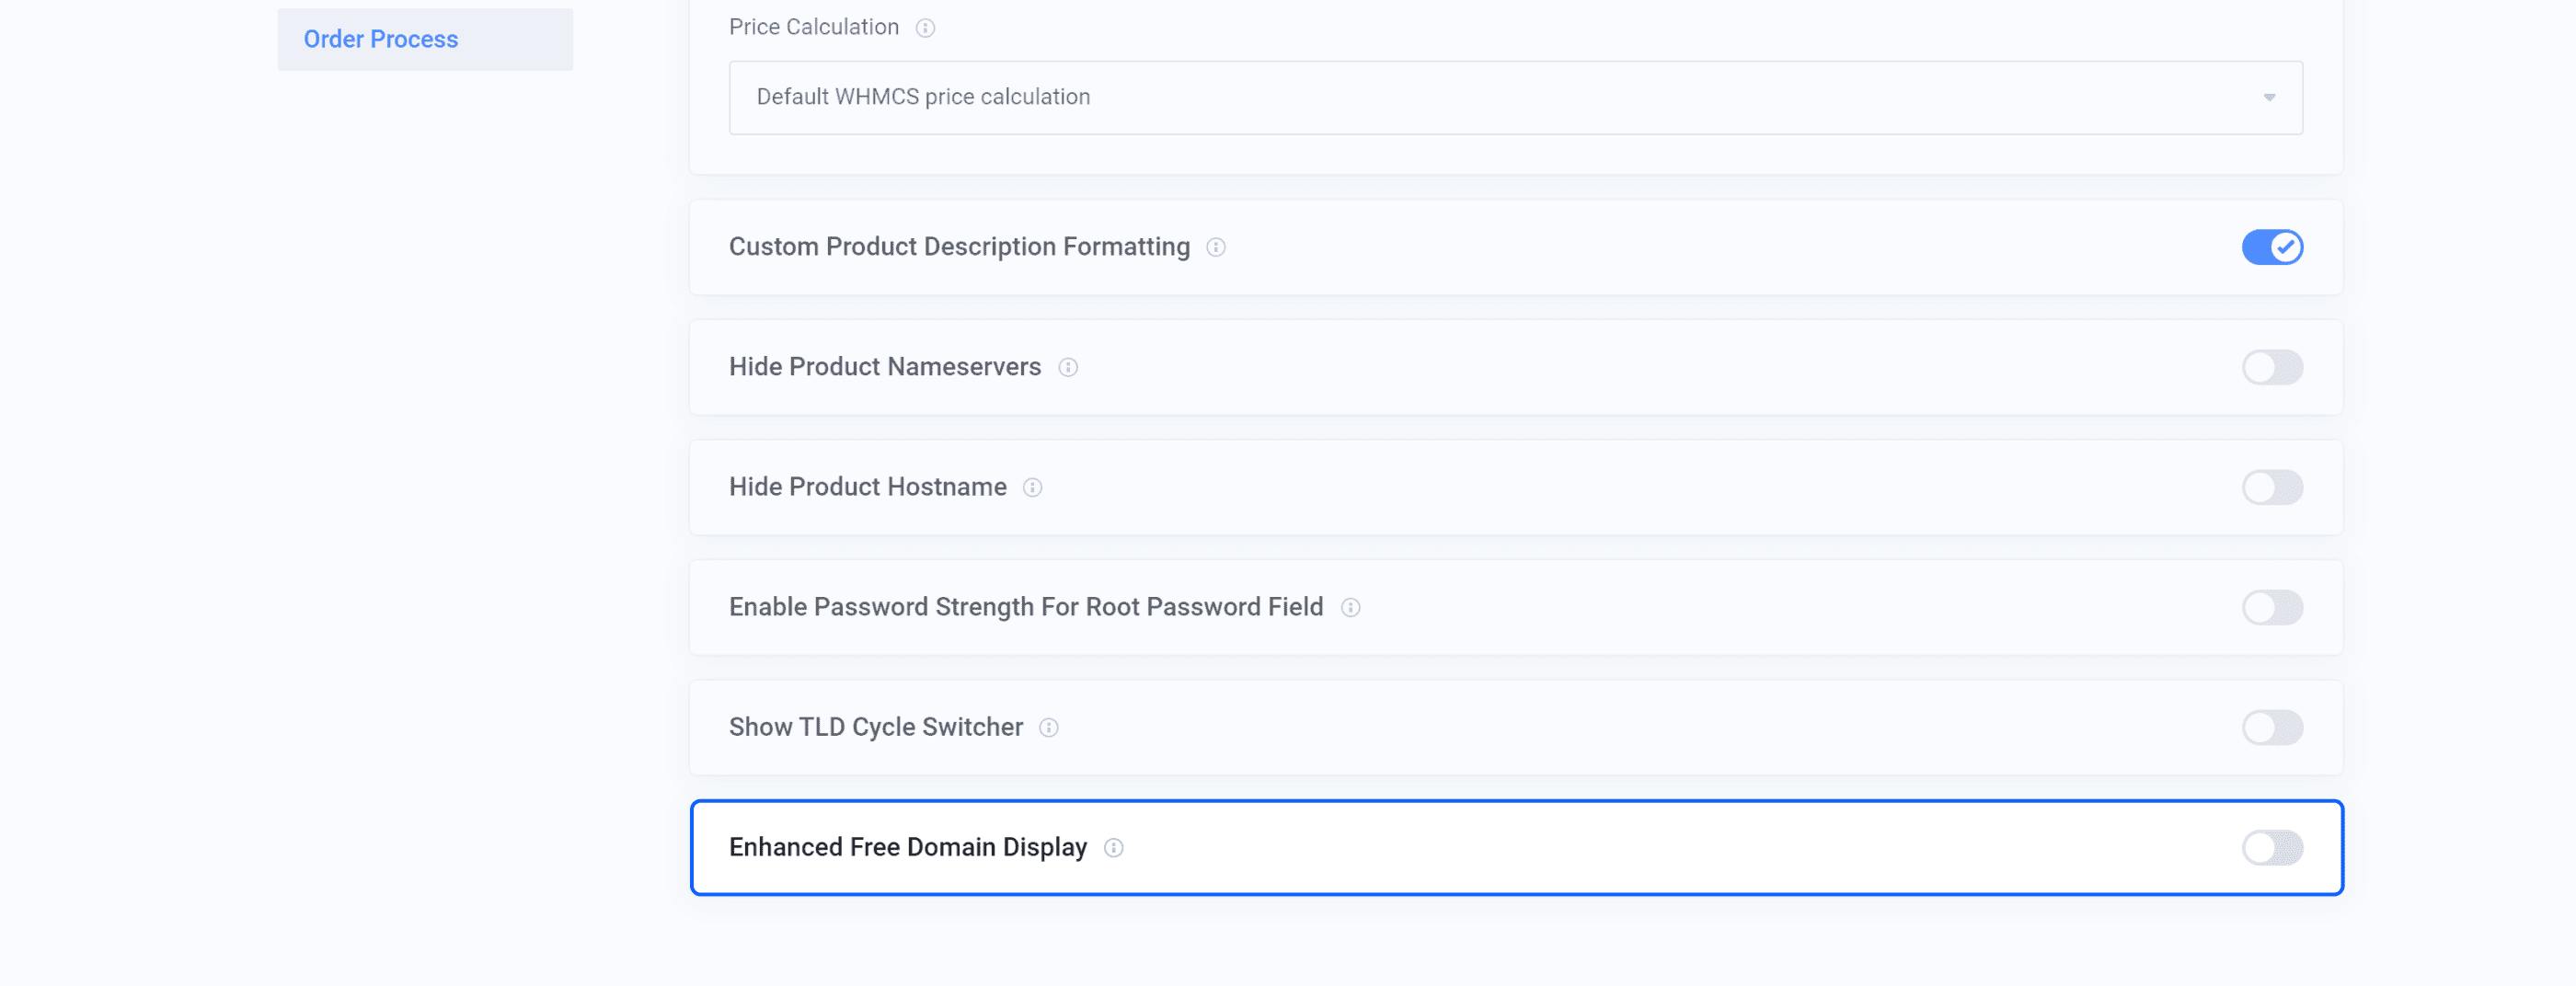 Order Process
Price Calculation
Default WHMCS price calculation
Custom Product Description Formatting
Hide Product Nameservers
Hide Product Hostname
Enable Password Strength For Root Password Field
Show TLD Cycle Switcher
Enhanced Free Domain Display